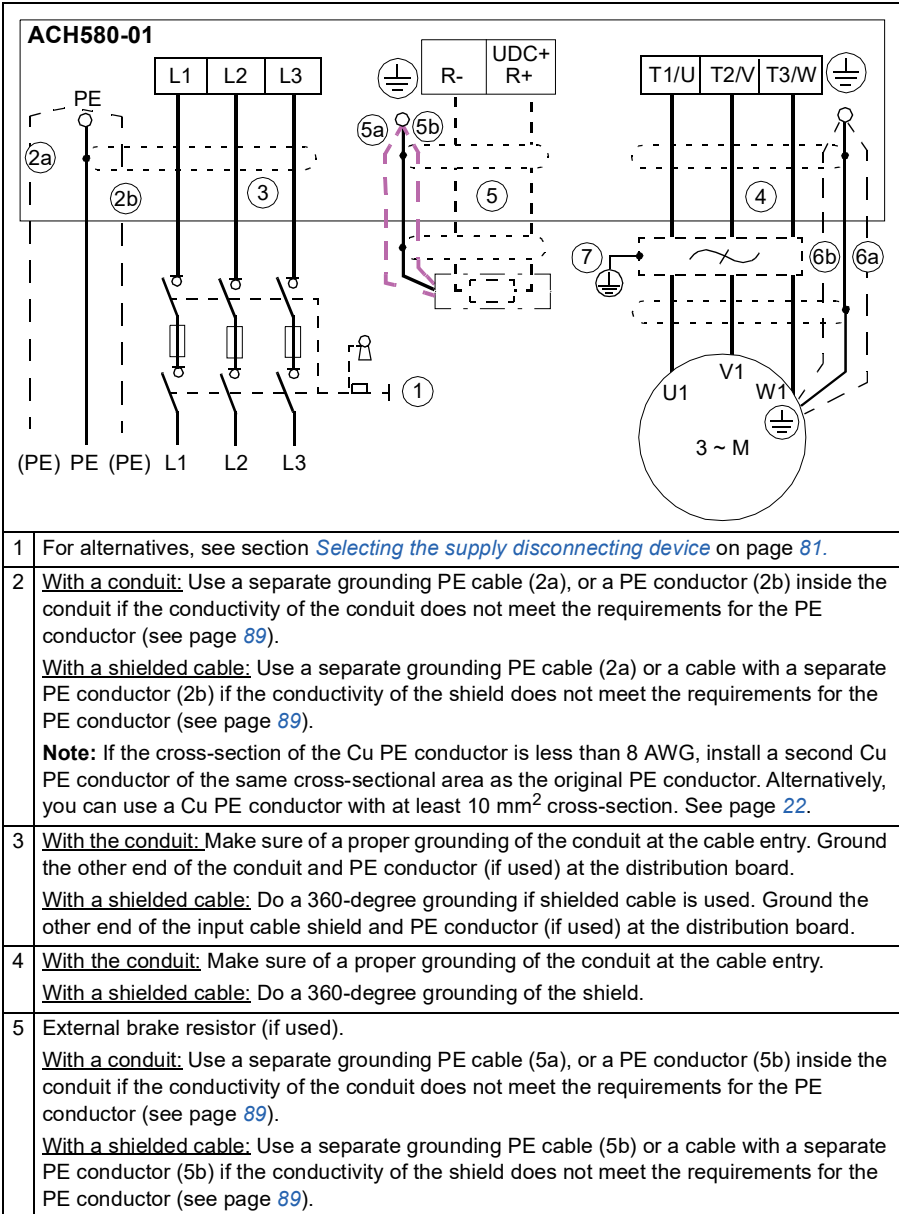 ACH580-01
L1 L2 L3
R- UDC+ R+
T1/U T2/V T3/W
PE
2a
2b
3
5a 5b
5
4
7
6b 6a
1
U1 V1 W1
3 ~ M
(PE) PE (PE) L1 L2 L3
1 For alternatives, see section Selecting the supply disconnecting device on page 81.
2 With a conduit: Use a separate grounding PE cable (2a), or a PE conductor (2b) inside the
conduit if the conductivity of the conduit does not meet the requirements for the PE
conductor (see page 89).
With a shielded cable: Use a separate grounding PE cable (2a) or a cable with a separate
PE conductor (2b) if the conductivity of the shield does not meet the requirements for the
PE conductor (see page 89).
Note: If the cross-section of the Cu PE conductor is less than 8 AWG, install a second Cu
PE conductor of the same cross-sectional area as the original PE conductor. Alternatively,
you can use a Cu PE conductor with at least 10 mm² cross-section. See page 22.
3 With the conduit: Make sure of a proper grounding of the conduit at the cable entry. Ground
the other end of the conduit and PE conductor (if used) at the distribution board.
With a shielded cable: Do a 360-degree grounding if shielded cable is used. Ground the
other end of the input cable shield and PE conductor (if used) at the distribution board.
4 With the conduit: Make sure of a proper grounding of the conduit at the cable entry.
With a shielded cable: Do a 360-degree grounding of the shield.
5 External brake resistor (if used).
With a conduit: Use a separate grounding PE cable (5a), or a PE conductor (5b) inside the
conduit if the conductivity of the conduit does not meet the requirements for the PE
conductor (see page 89).
With a shielded cable: Use a separate grounding PE cable (5b) or a cable with a separate
PE conductor (5b) if the conductivity of the shield does not meet the requirements for the
PE conductor (see page 89).